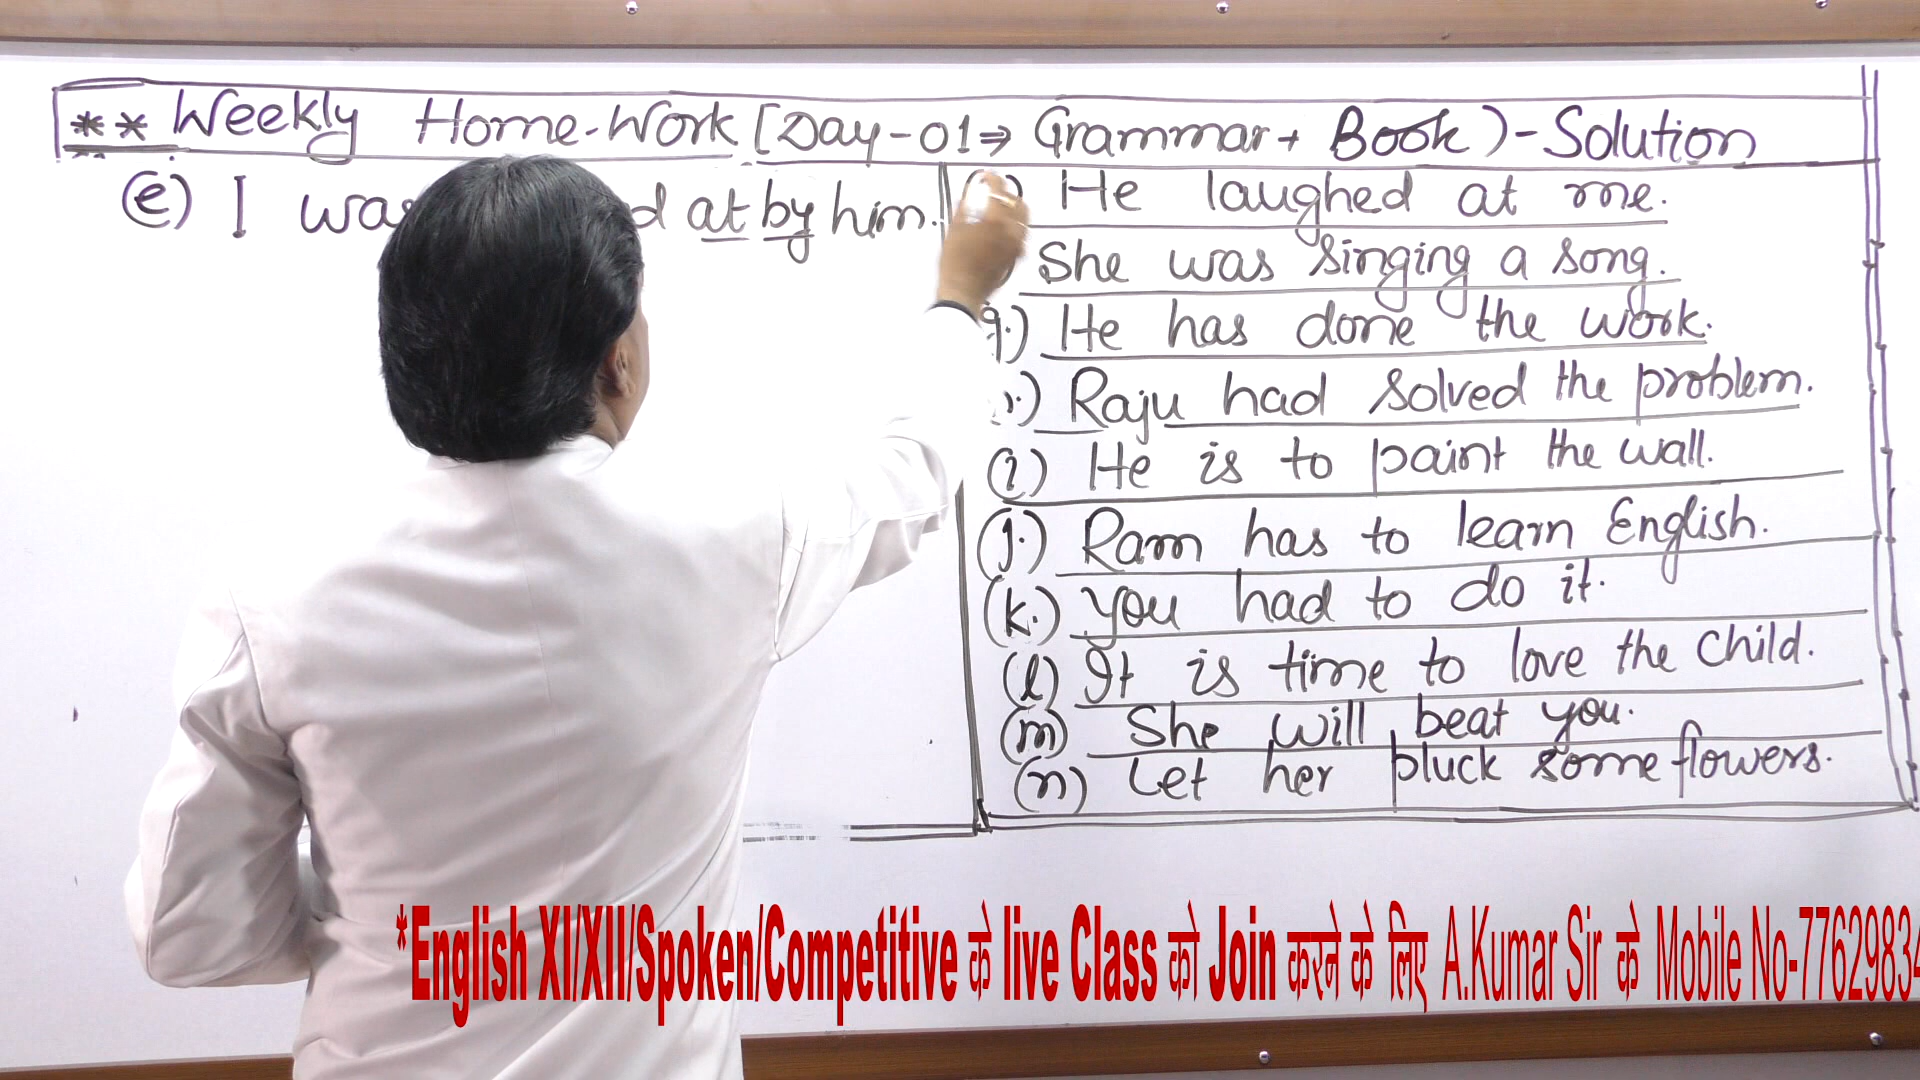 ** Weekly Home-Work [Day-01⇒ Grammar + Book)-Solution
(e) I was at by him.
He laughed at me.
She was singing a song.
He has done the work.
Raju had solved the problem.
(i) He is to paint the wall.
(j.) Ram has to learn English.
(k.) You had to do it.
(l) It is time to love the child.
(m) She will beat you.
(n) Let her pluck some flowers.
*English XI/XII/Spoken/Competitive के live Class को Join करने के लिए A.Kumar Sir के Mobile No-7762983